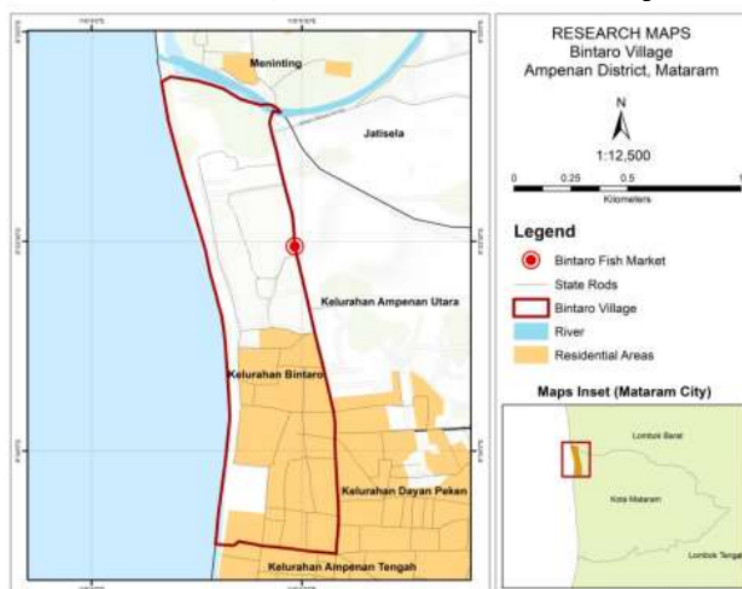 Meninting
Jatisela
Kelurahan Ampenan Utara
Kelurahan Bintaro
Kelurahan Dayan Peken
Kelurahan Ampenan Tengah
RESEARCH MAPS
Bintaro Village
Ampenan District, Mataram
N
1:12,500
0 0.25 0.5 1
Kilometers
Legend
Bintaro Fish Market
State Rods
Bintaro Village
River
Residential Areas
Maps Inset (Mataram City)
Lombok Barat
Kota Mataram
Lombok Tengah